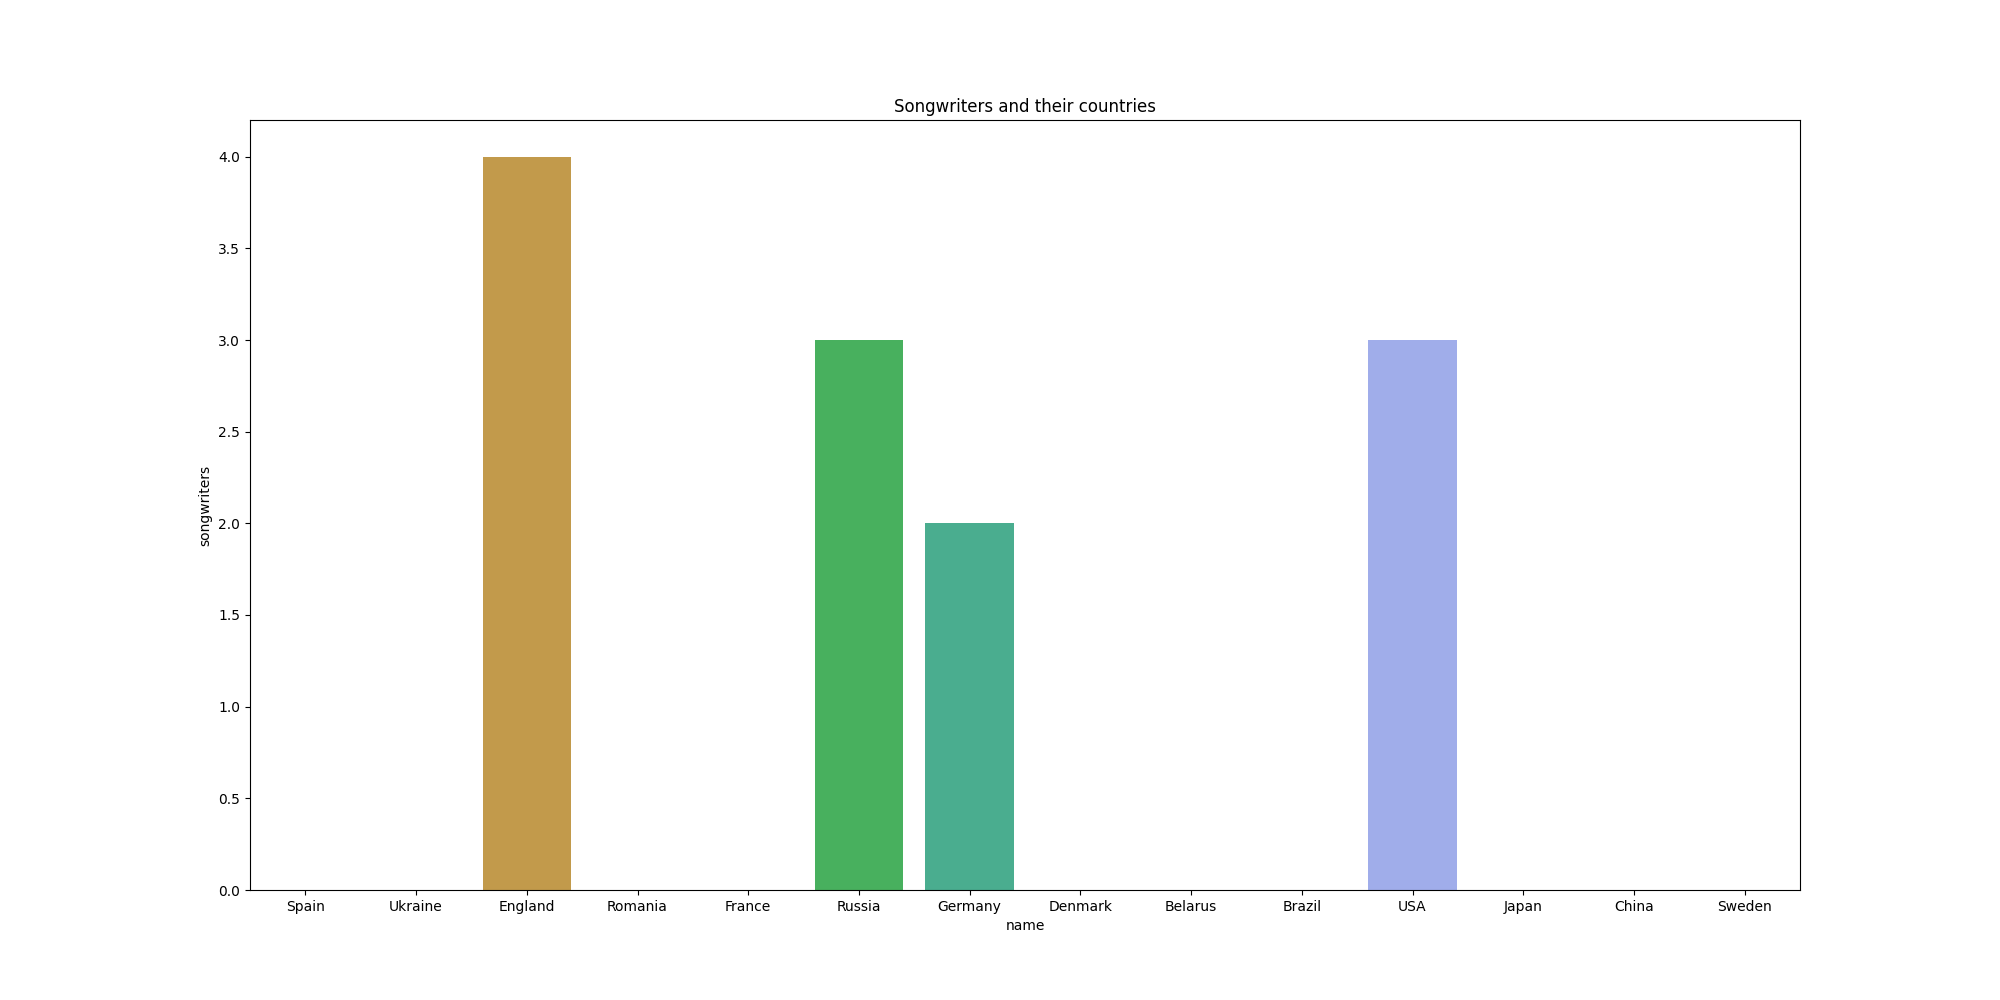 Songwriters and their countries
4.0
3.5
3.0
2.5
2.0
1.5
1.0
0.5
0.0
songwriters
Spain Ukraine England Romania France Russia Germany Denmark Belarus Brazil USA Japan China Sweden
name